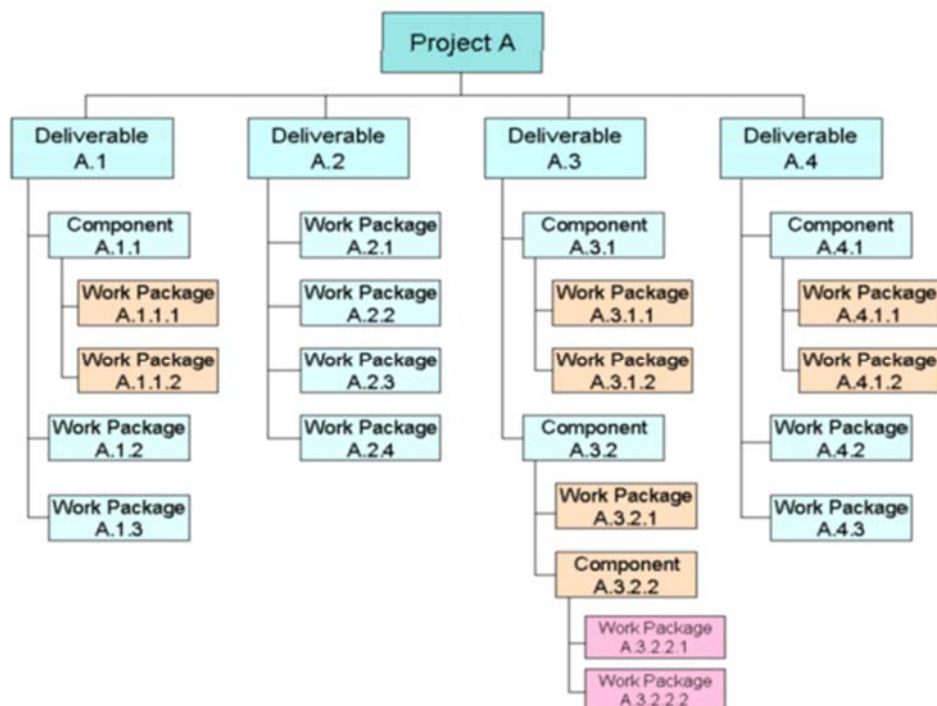 Project A
Deliverable
A.1
Component
A.1.1
Work Package
A.1.1.1
Work Package
A.1.1.2
Work Package
A.1.2
Work Package
A.1.3
Deliverable
A.2
Work Package
A.2.1
Work Package
A.2.2
Work Package
A.2.3
Work Package
A.2.4
Deliverable
A.3
Component
A.3.1
Work Package
A.3.1.1
Work Package
A.3.1.2
Component
A.3.2
Work Package
A.3.2.1
Component
A.3.2.2
Work Package
A.3.2.2.1
Work Package
A.3.2.2.2
Deliverable
A.4
Component
A.4.1
Work Package
A.4.1.1
Work Package
A.4.1.2
Work Package
A.4.2
Work Package
A.4.3